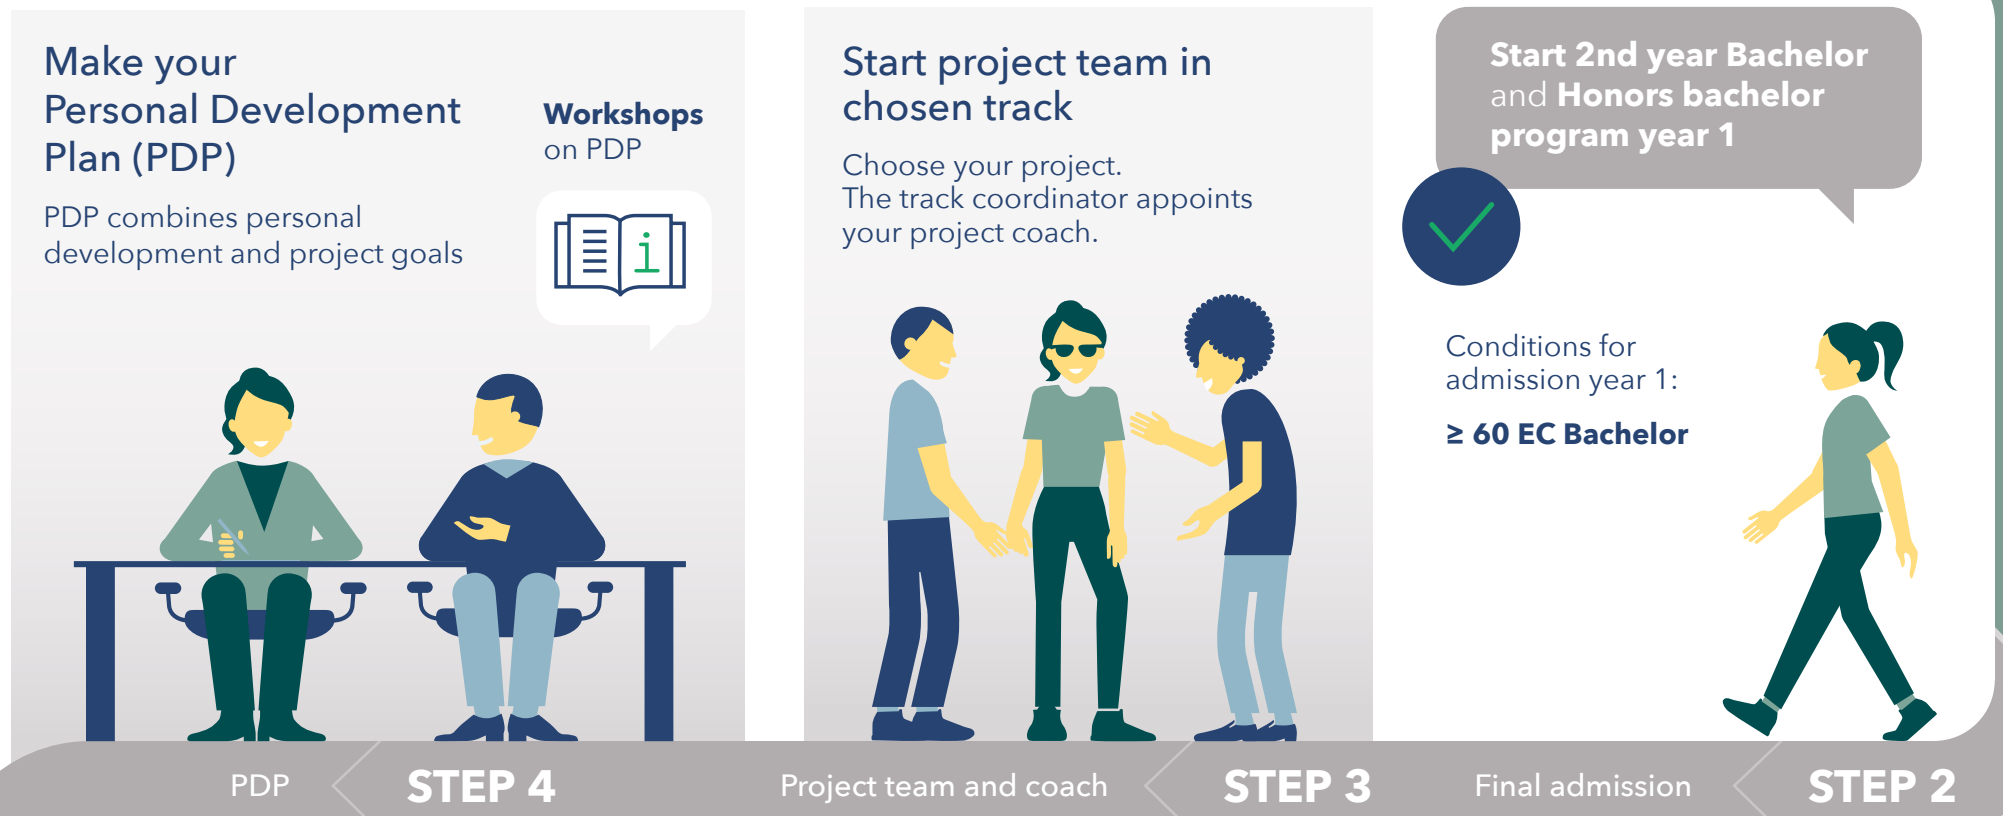 Make your
Personal Development
Plan (PDP)
PDP combines personal
development and project goals
Workshops
on PDP
i
Start project team in
chosen track
Choose your project.
The track coordinator appoints
your project coach.
Start 2nd year Bachelor
and Honors bachelor
program year 1
Conditions for
admission year 1:
≥ 60 EC Bachelor
PDP
STEP 4
Project team and coach
STEP 3
Final admission
STEP 2